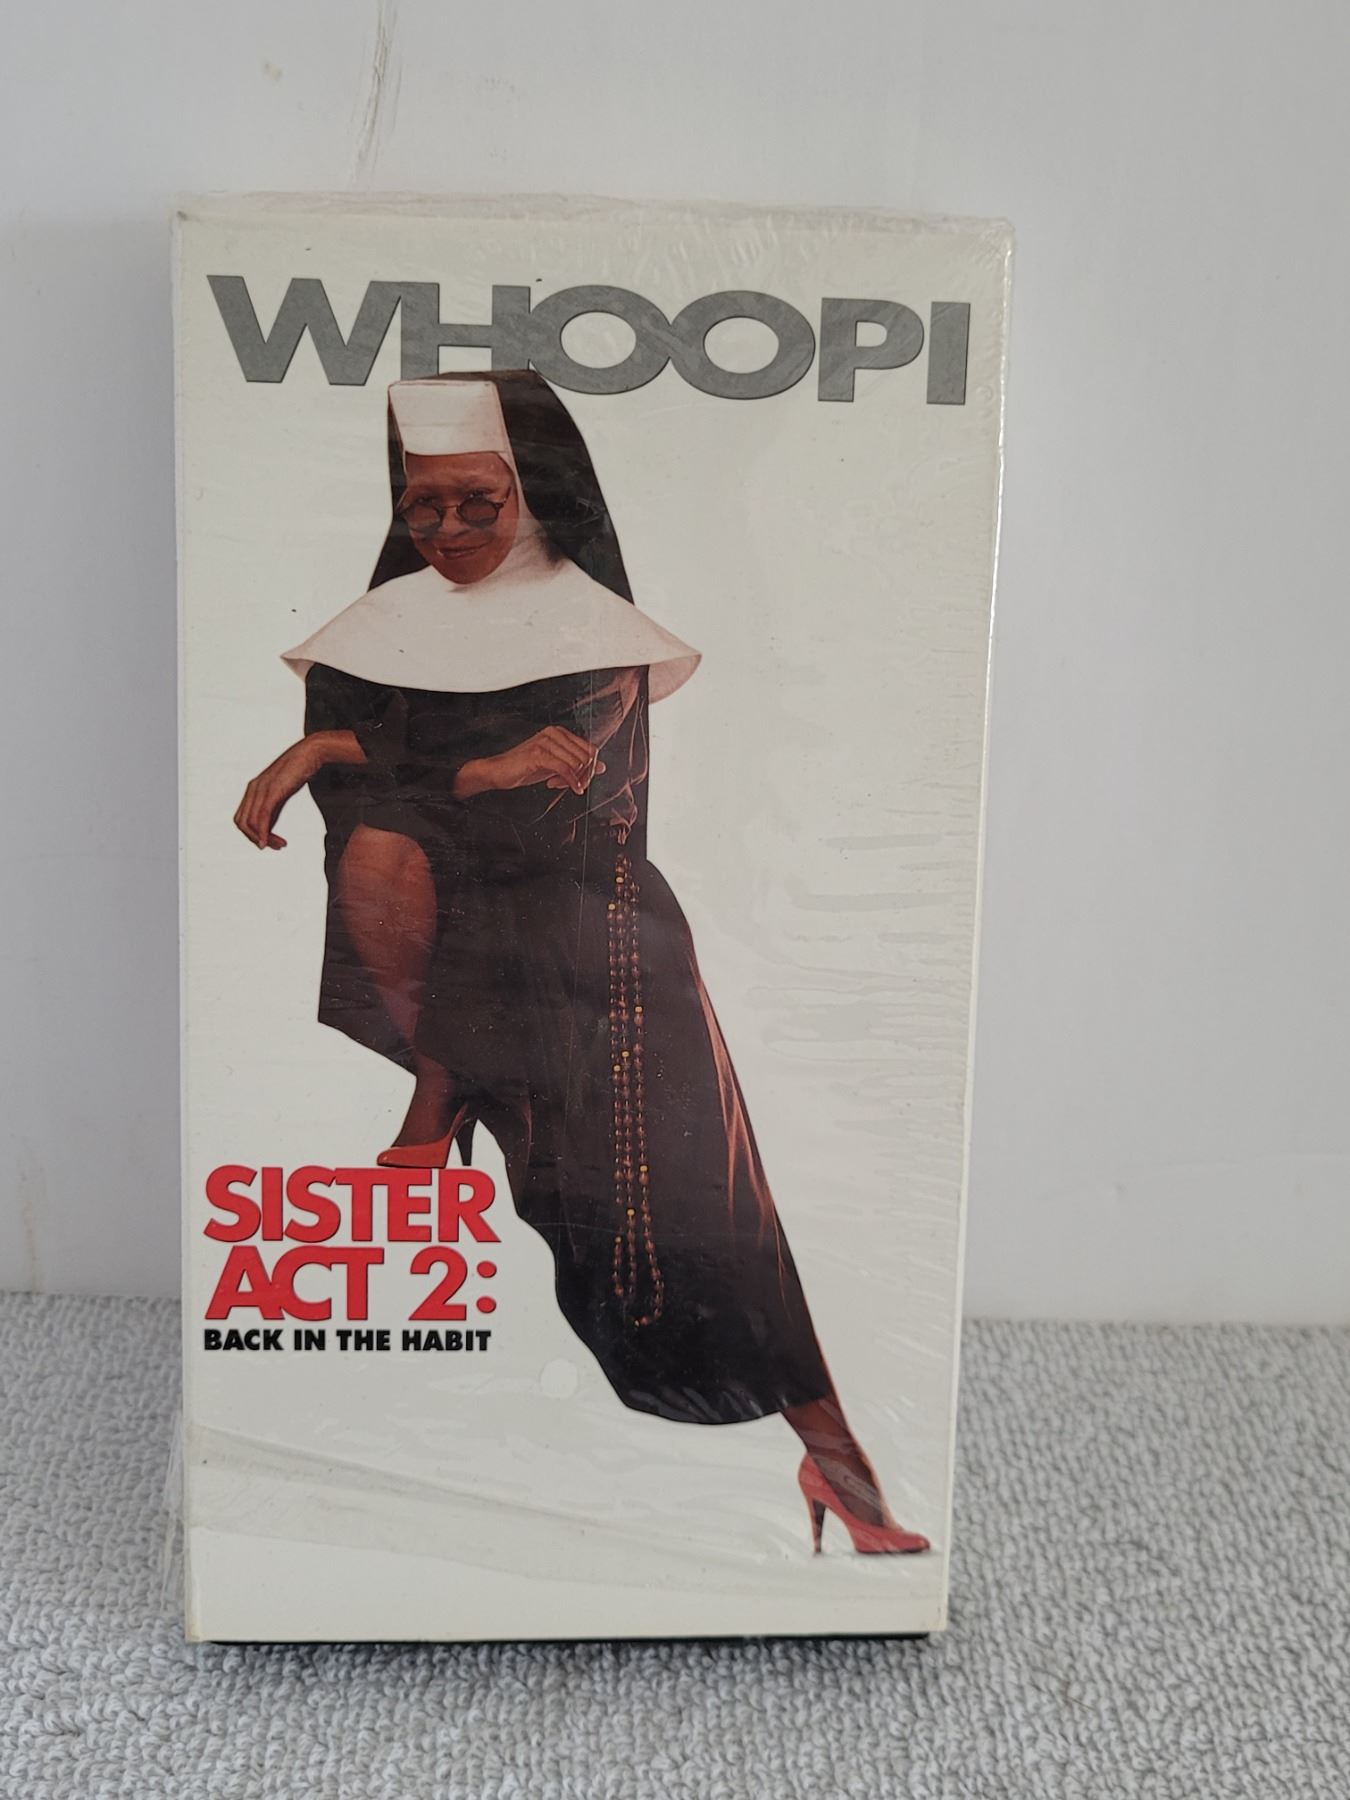 WHOOPI
SISTER
ACT 2:
BACK IN THE HABIT